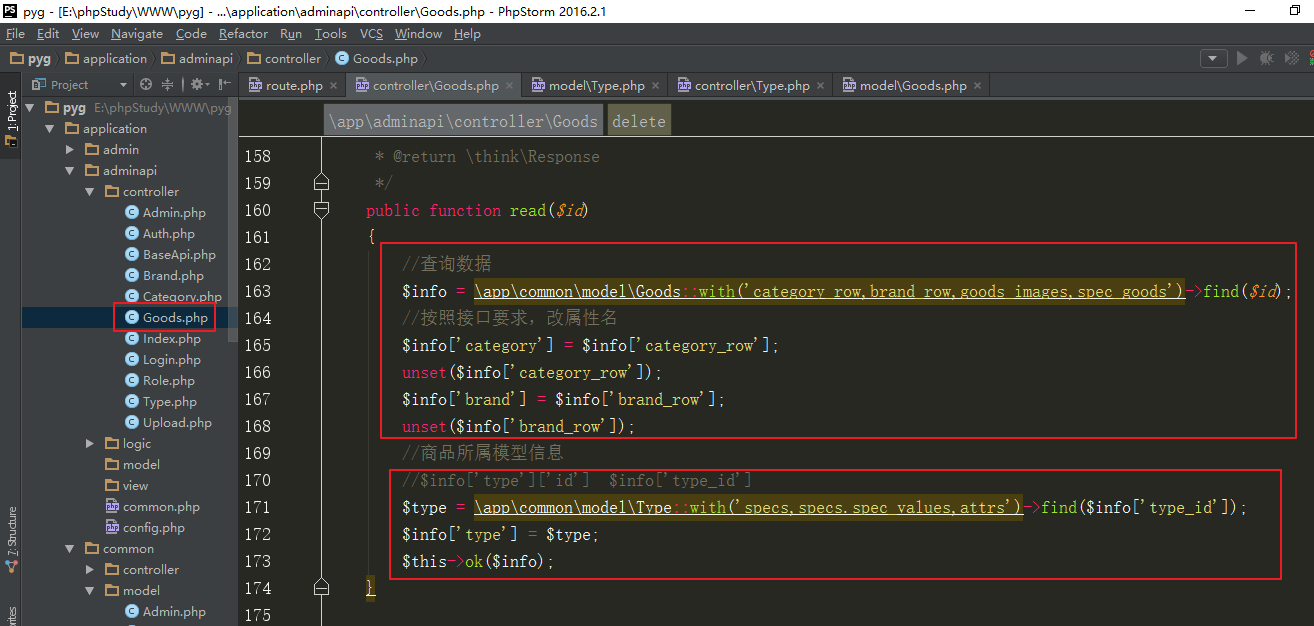 pyg - [E:\phpStudy\WWW\pyg] - ...\application\adminapi\controller\Goods.php - PhpStorm 2016.2.1
File Edit View Navigate Code Refactor Run Tools VCS Window Help
pyg application adminapi controller Goods.php
Project
route.php controller\Goods.php model\Type.php controller\Type.php model\Goods.php
1: Project
7: Structure
pyg E:\phpStudy\WWW\pyg
application
admin
adminapi
controller
Admin.php
Auth.php
BaseApi.php
Brand.php
Category.php
Goods.php
Index.php
Login.php
Role.php
Type.php
Upload.php
logic
model
view
common.php
config.php
common
controller
model
Admin.php
\app\adminapi\controller\Goods delete
158 * @return \think\Response
159 */
160 public function read($id)
161 {
162 //查询数据
163 $info = \app\common\model\Goods::with('category_row,brand_row,goods_images,spec_goods')->find($id);
164 //按照接口要求，改属性名
165 $info['category'] = $info['category_row'];
166 unset($info['category_row']);
167 $info['brand'] = $info['brand_row'];
168 unset($info['brand_row']);
169 //商品所属模型信息
170 //$info['type']['id'] $info['type_id']
171 $type = \app\common\model\Type::with('specs,specs.spec_values,attrs')->find($info['type_id']);
172 $info['type'] = $type;
173 $this->ok($info);
174 }
175